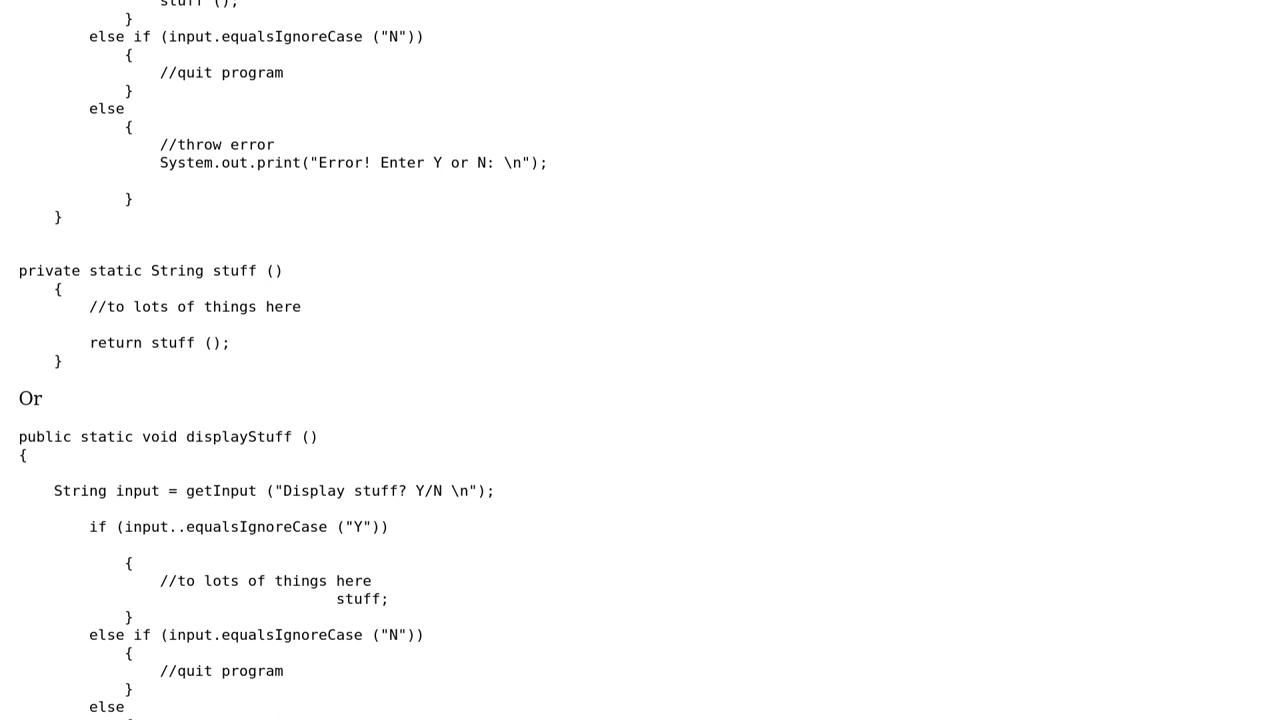 stuff ();
}
else if (input.equalsIgnoreCase ("N"))
{
//quit program
}
else
{
//throw error
System.out.print("Error! Enter Y or N: \n");
}
}
private static String stuff ()
{
//to lots of things here
return stuff ();
}
Or
public static void displayStuff ()
{
String input = getInput ("Display stuff? Y/N \n");
if (input..equalsIgnoreCase ("Y"))
{
//to lots of things here
stuff;
}
else if (input.equalsIgnoreCase ("N"))
{
//quit program
}
else